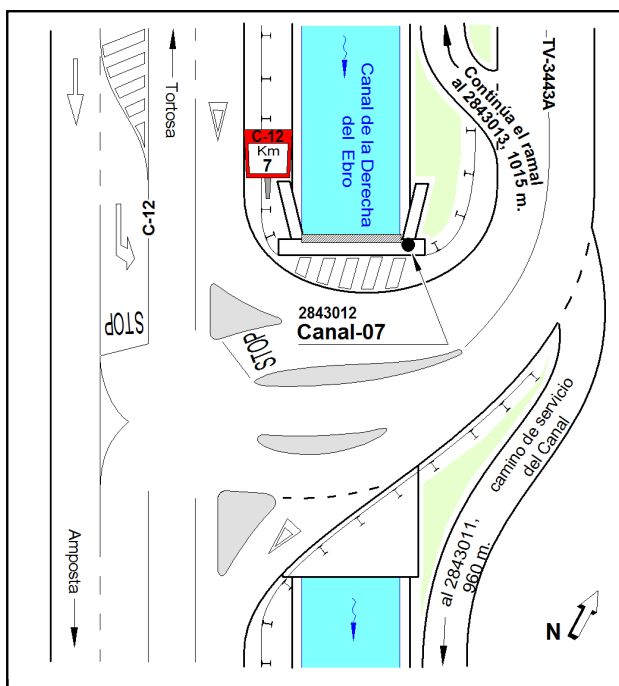 Tortosa
C-12
Km
7
Canal de la Derecha
del Ebro
Continúa el ramal
al 2843013, 1015 m.
TV-3443A
C-12
STOP
2843012
Canal-07
STOP
camino de servicio
del Canal
Amposta
al 2843011,
960 m.
N